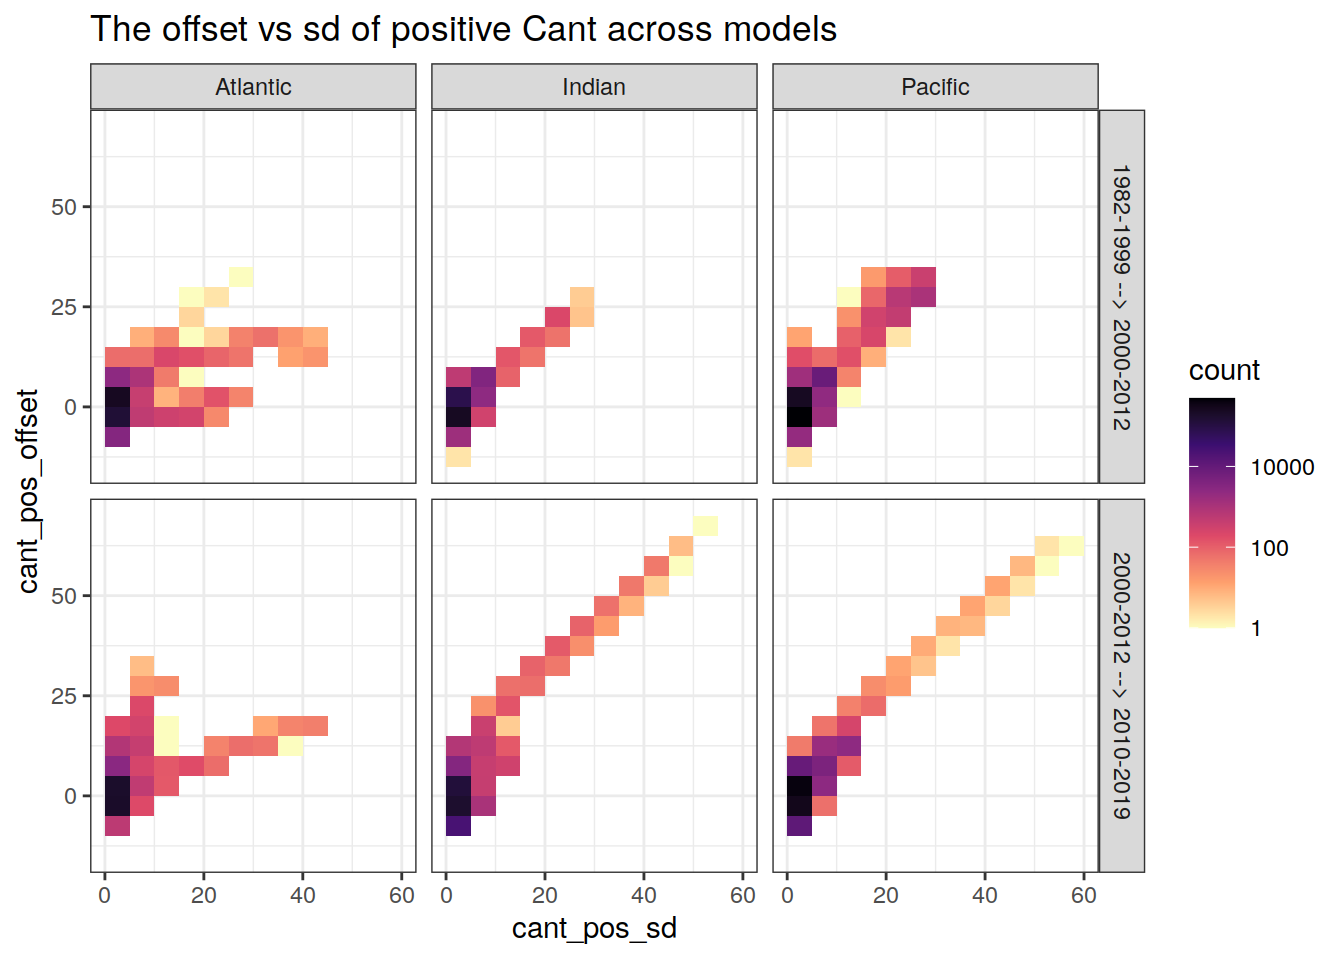 The offset vs sd of positive Cant across models
Atlantic
Indian
Pacific
1982-1999 --> 2000-2012
2000-2012 --> 2010-2019
50
25
0
50
25
0
0 20 40 60
0 20 40 60
0 20 40 60
cant_pos_offset
cant_pos_sd
count
10000
100
1